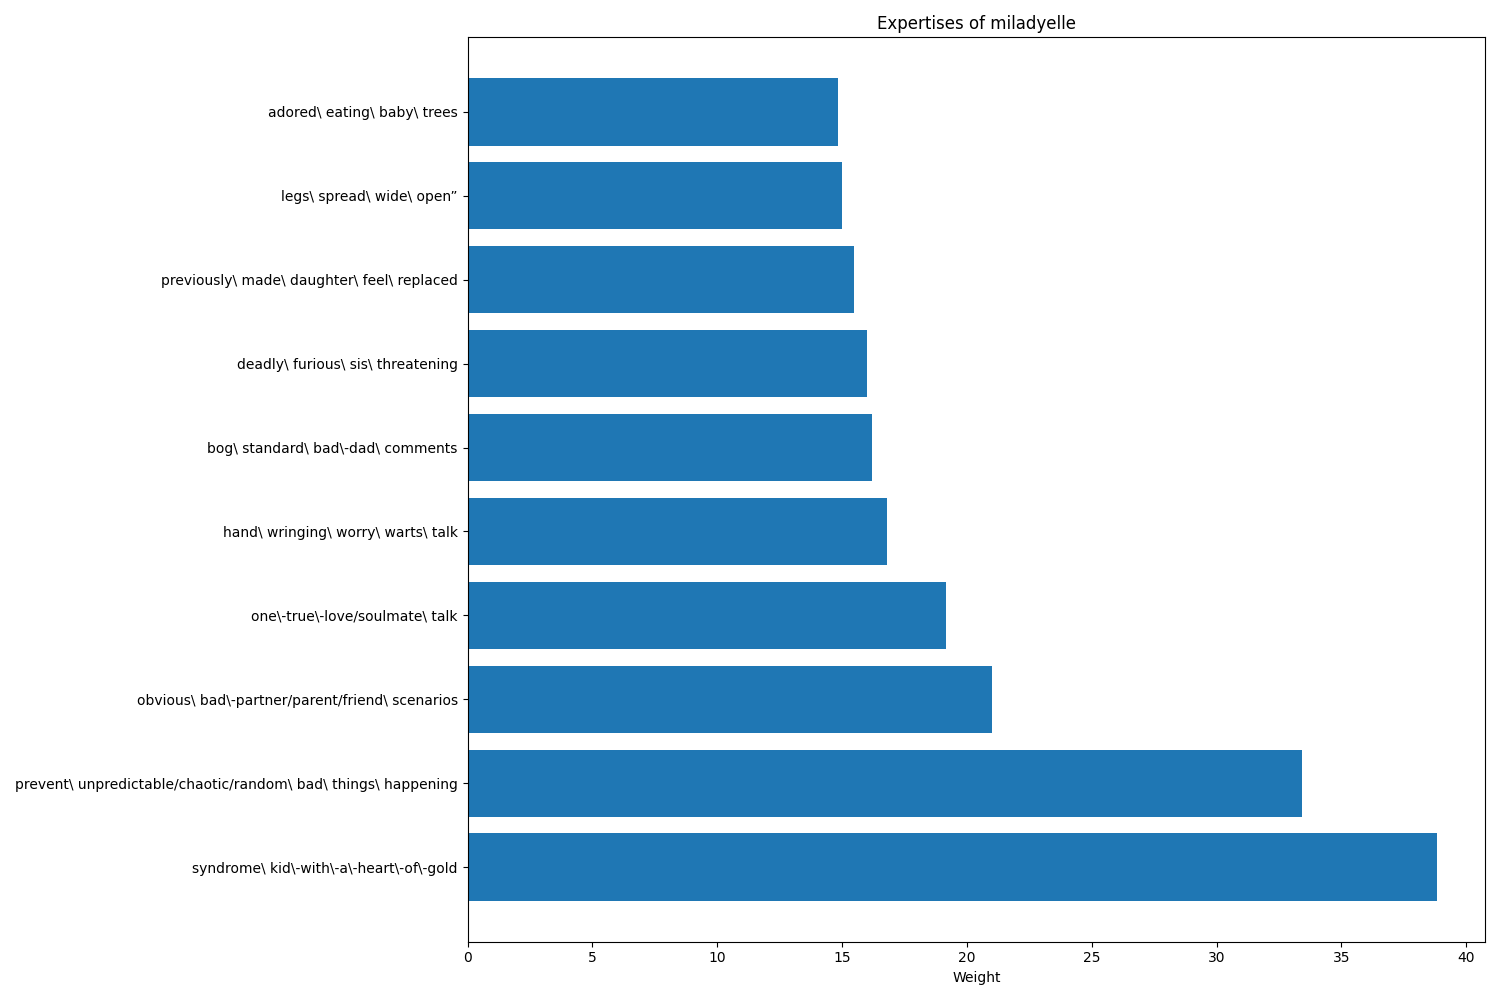 Expertises of miladyelle
adored\ eating\ baby\ trees
legs\ spread\ wide\ open”
previously\ made\ daughter\ feel\ replaced
deadly\ furious\ sis\ threatening
bog\ standard\ bad\-dad\ comments
hand\ wringing\ worry\ warts\ talk
one\-true\-love/soulmate\ talk
obvious\ bad\-partner/parent/friend\ scenarios
prevent\ unpredictable/chaotic/random\ bad\ things\ happening
syndrome\ kid\-with\-a\-heart\-of\-gold
0 5 10 15 20 25 30 35 40
Weight